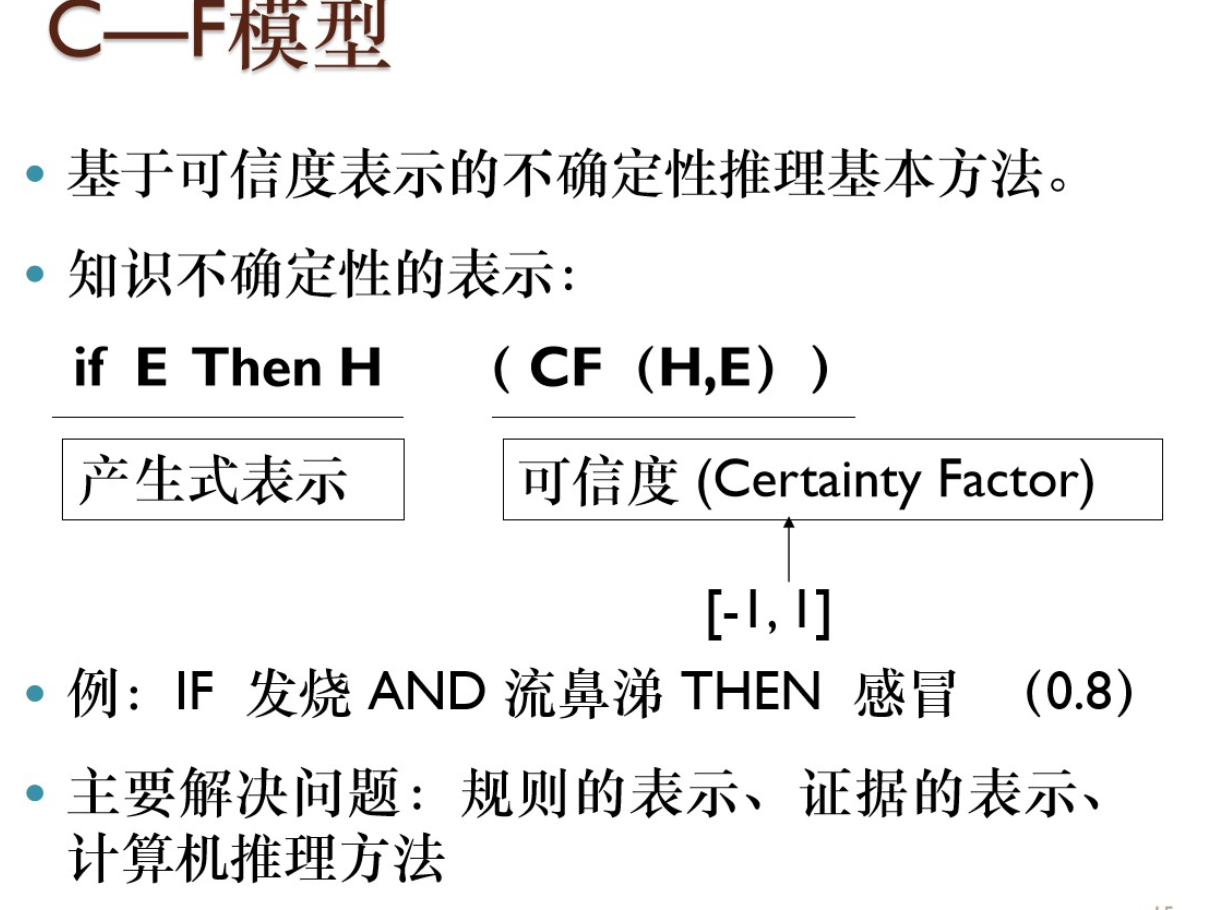 C—F模型
• 基于可信度表示的不确定性推理基本方法。
• 知识不确定性的表示：
if E Then H （ CF （H,E） ）
产生式表示 可信度 (Certainty Factor)
[-1, 1]
• 例：IF 发烧 AND 流鼻涕 THEN 感冒 （0.8）
• 主要解决问题：规则的表示、证据的表示、
计算机推理方法